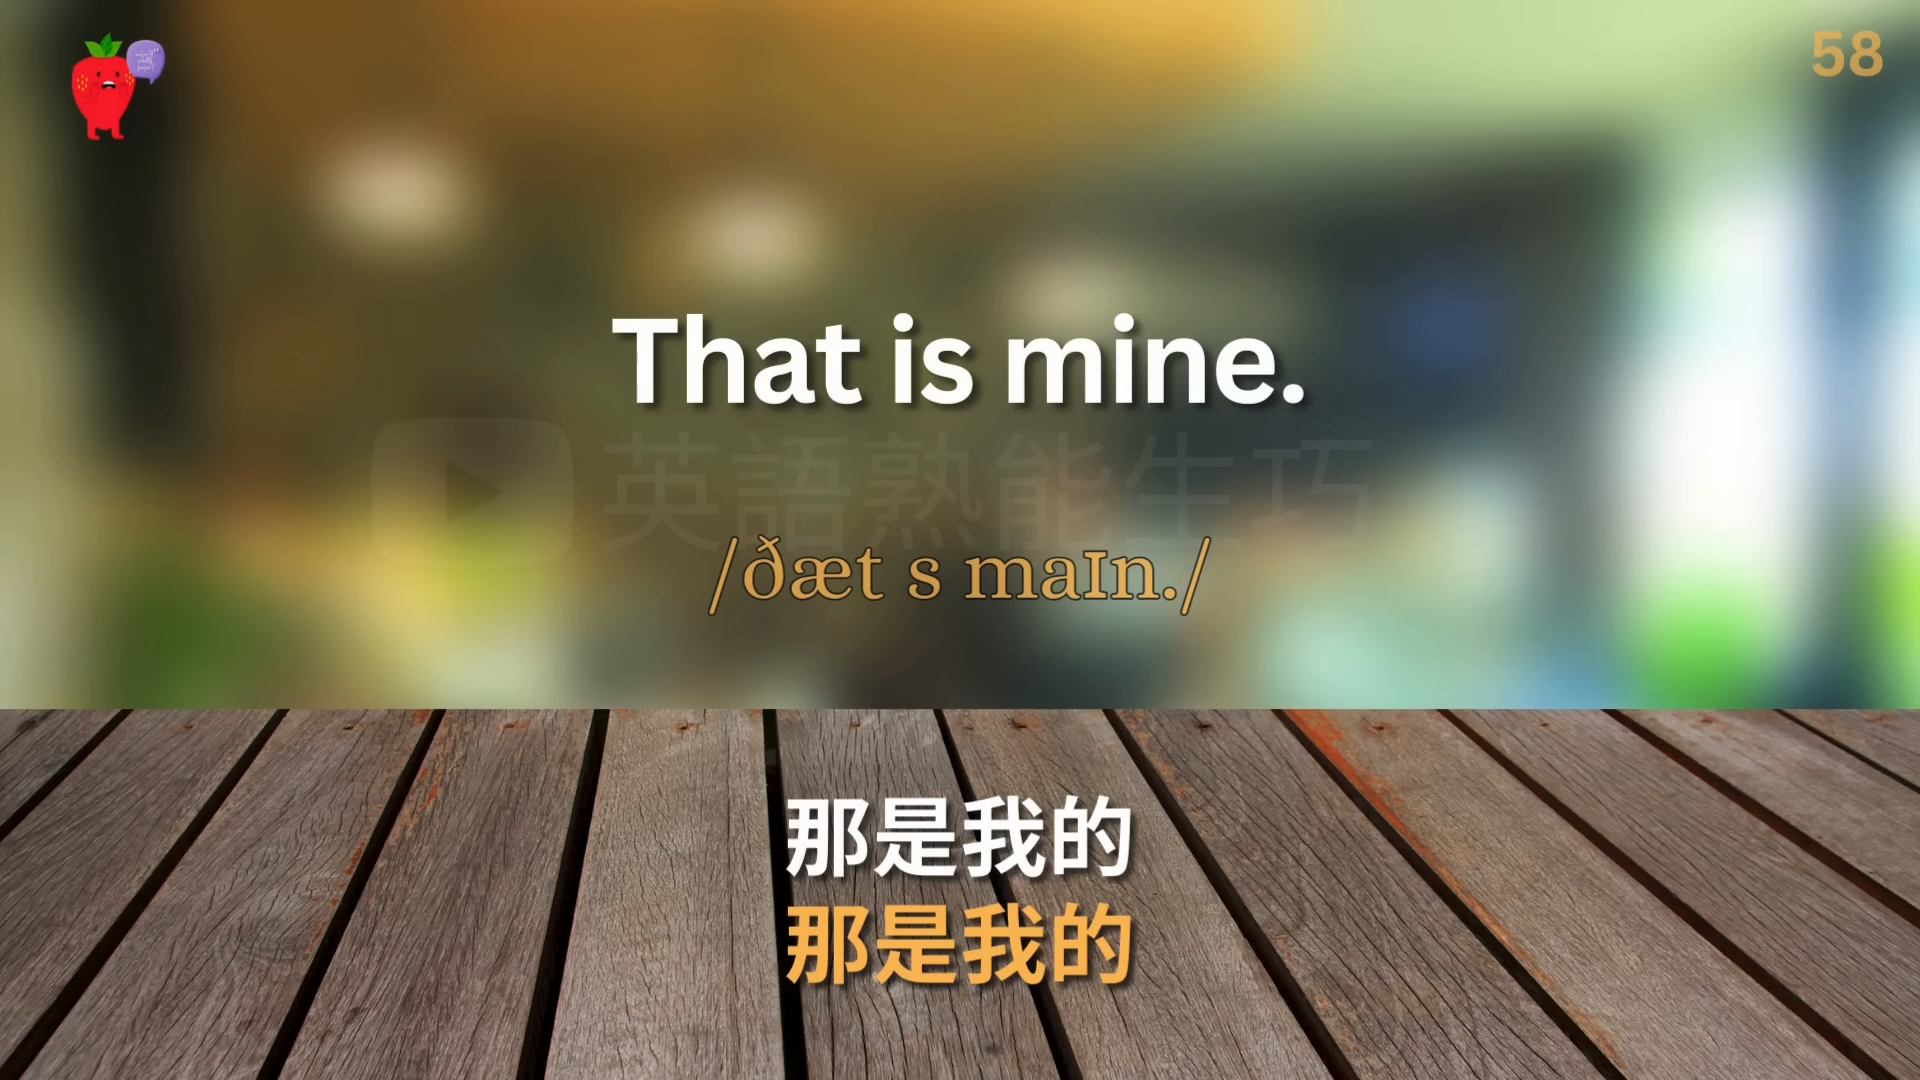 58
That is mine.
英語熟能生巧
/ðæt s maɪn./
那是我的
那是我的